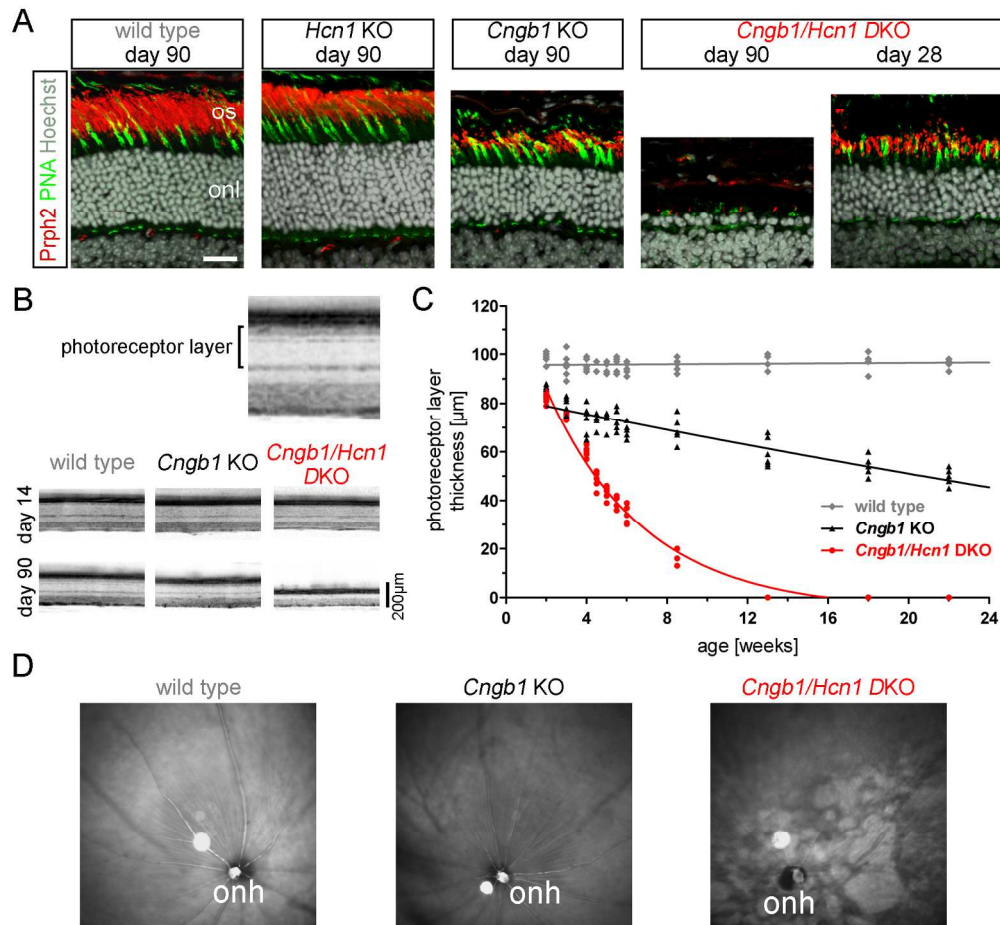 A
wild type
day 90
Hcn1 KO
day 90
Cngb1 KO
day 90
Cngb1/Hcn1 DKO
day 90 day 28
Prph2 PNA Hoechst
os
onl
B
photoreceptor layer
wild type
Cngb1 KO
Cngb1/Hcn1
DKO
day 14
day 90
200µm
C
photoreceptor layer
thickness [µm]
120
100
80
60
40
20
0
0 4 8 12 16 20 24
age [weeks]
wild type
Cngb1 KO
Cngb1/Hcn1 DKO
D
wild type
Cngb1 KO
Cngb1/Hcn1 DKO
onh
onh
onh